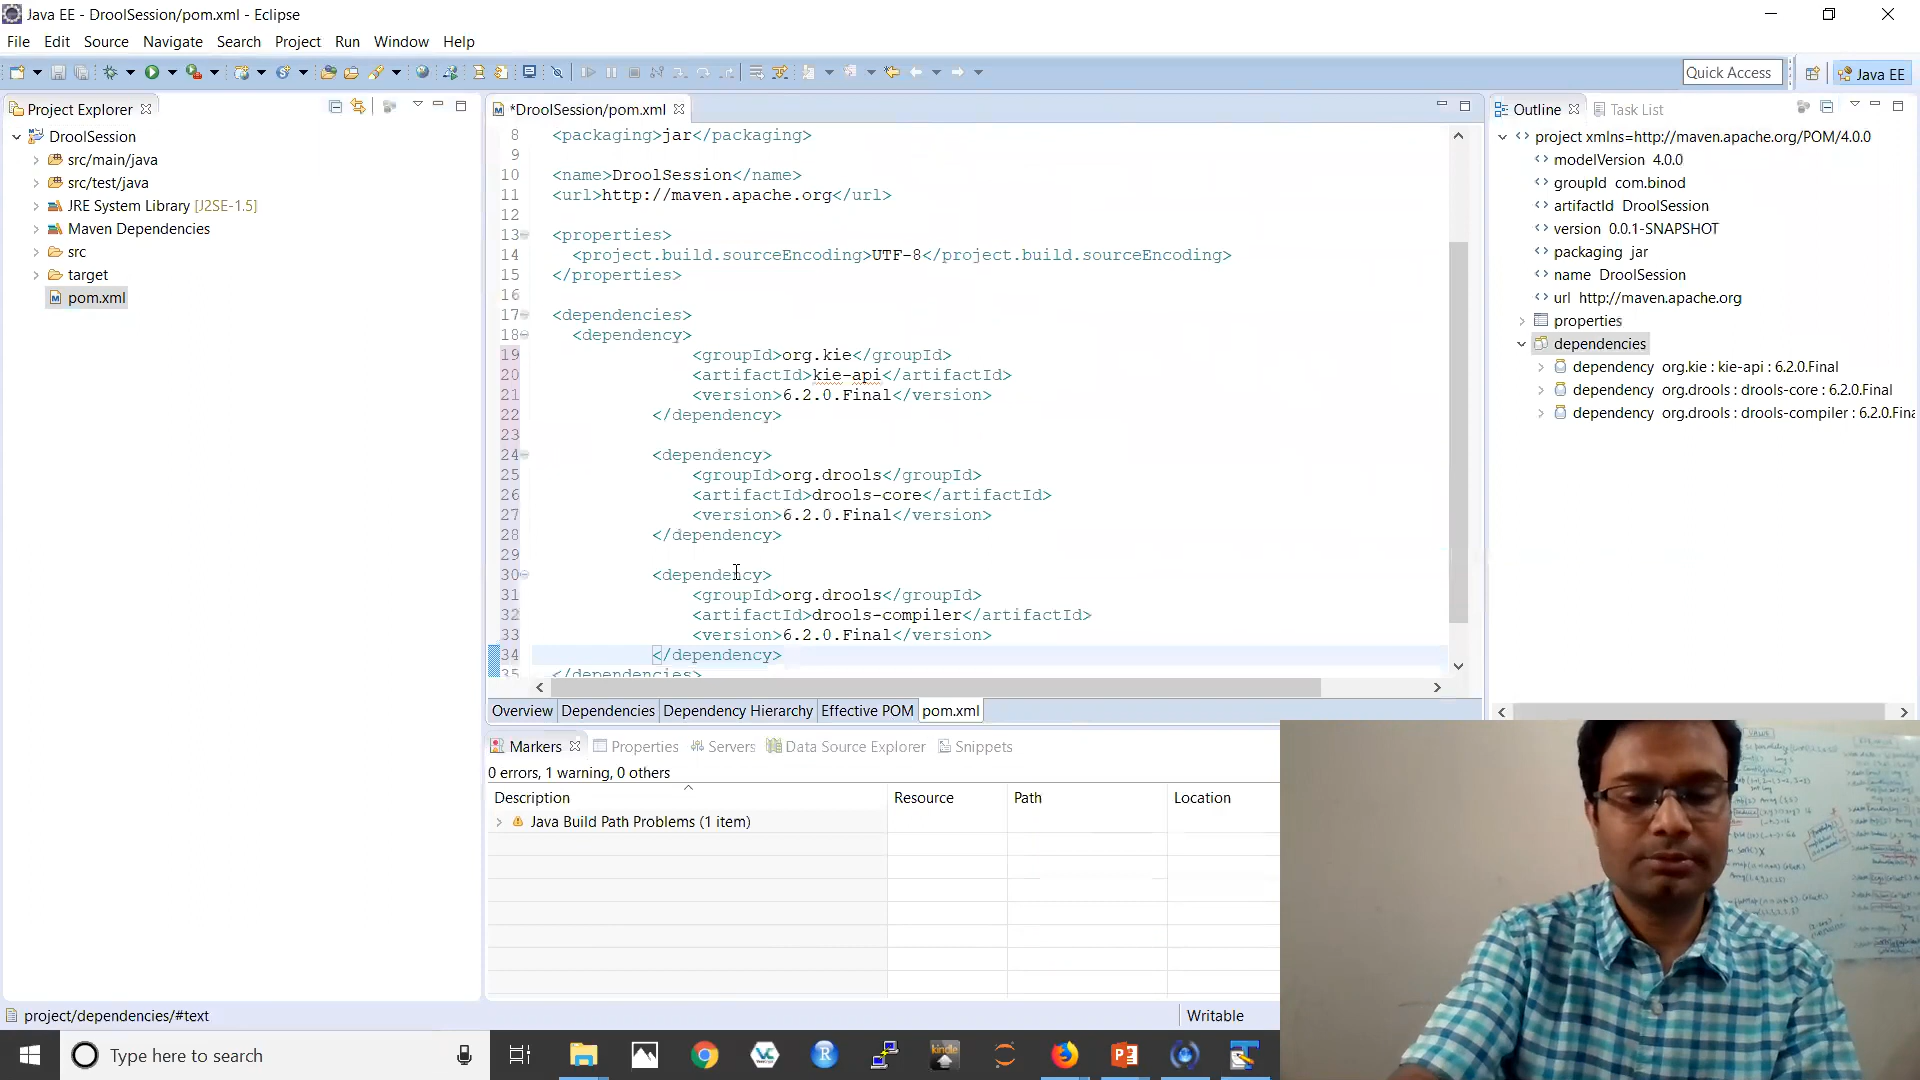 Java EE - DroolSession/pom.xml - Eclipse
File Edit Source Navigate Search Project Run Window Help
Quick Access
Java EE
Project Explorer
DroolSession
src/main/java
src/test/java
JRE System Library [J2SE-1.5]
Maven Dependencies
src
target
pom.xml
*DroolSession/pom.xml
8 <packaging>jar</packaging>
9
10 <name>DroolSession</name>
11 <url>http://maven.apache.org</url>
12
13 <properties>
14 <project.build.sourceEncoding>UTF-8</project.build.sourceEncoding>
15 </properties>
16
17 <dependencies>
18 <dependency>
19 <groupId>org.kie</groupId>
20 <artifactId>kie-api</artifactId>
21 <version>6.2.0.Final</version>
22 </dependency>
23
24 <dependency>
25 <groupId>org.drools</groupId>
26 <artifactId>drools-core</artifactId>
27 <version>6.2.0.Final</version>
28 </dependency>
29
30 <dependency>
31 <groupId>org.drools</groupId>
32 <artifactId>drools-compiler</artifactId>
33 <version>6.2.0.Final</version>
34 </dependency>
35 </dependencies>
Overview Dependencies Dependency Hierarchy Effective POM pom.xml
Outline Task List
project xmlns=http://maven.apache.org/POM/4.0.0
modelVersion 4.0.0
groupId com.binod
artifactId DroolSession
version 0.0.1-SNAPSHOT
packaging jar
name DroolSession
url http://maven.apache.org
properties
dependencies
dependency org.kie : kie-api : 6.2.0.Final
dependency org.drools : drools-core : 6.2.0.Final
dependency org.drools : drools-compiler : 6.2.0.Fina
Markers Properties Servers Data Source Explorer Snippets
0 errors, 1 warning, 0 others
Description Resource Path Location
Java Build Path Problems (1 item)
project/dependencies/#text
Writable
Type here to search
kindle